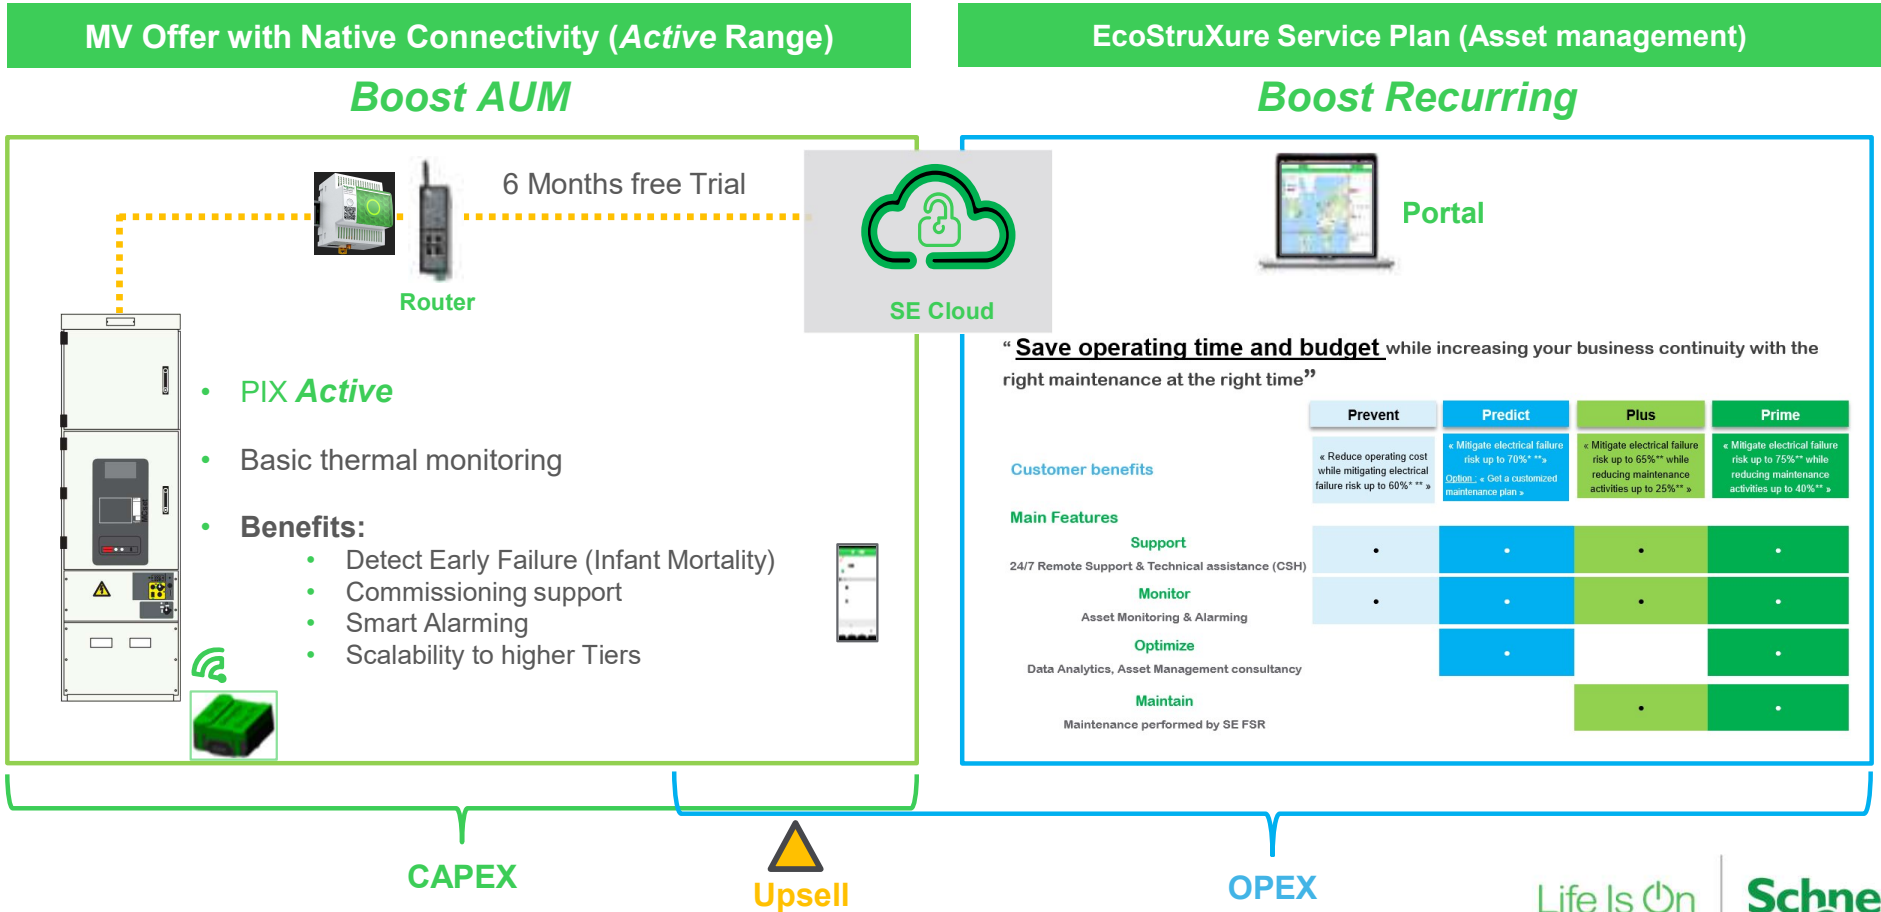 MV Offer with Native Connectivity (Active Range)
EcoStruXure Service Plan (Asset management)
Boost AUM
Boost Recurring
6 Months free Trial
Router
SE Cloud
Portal
PIX Active
Basic thermal monitoring
Benefits:
Detect Early Failure (Infant Mortality)
Commissioning support
Smart Alarming
Scalability to higher Tiers
“ Save operating time and budget while increasing your business continuity with the
right maintenance at the right time”
Prevent Predict Plus Prime
Customer benefits
« Reduce operating cost
while mitigating electrical
failure risk up to 60%* ** »
« Mitigate electrical failure
risk up to 70%* **»
Option : « Get a customized
maintenance plan »
« Mitigate electrical failure
risk up to 65%** while
reducing maintenance
activities up to 25%** »
« Mitigate electrical failure
risk up to 75%** while
reducing maintenance
activities up to 40%** »
Main Features
Support
24/7 Remote Support & Technical assistance (CSH)
Monitor
Asset Monitoring & Alarming
Optimize
Data Analytics, Asset Management consultancy
Maintain
Maintenance performed by SE FSR
CAPEX
Upsell
OPEX
Life Is On
Schne